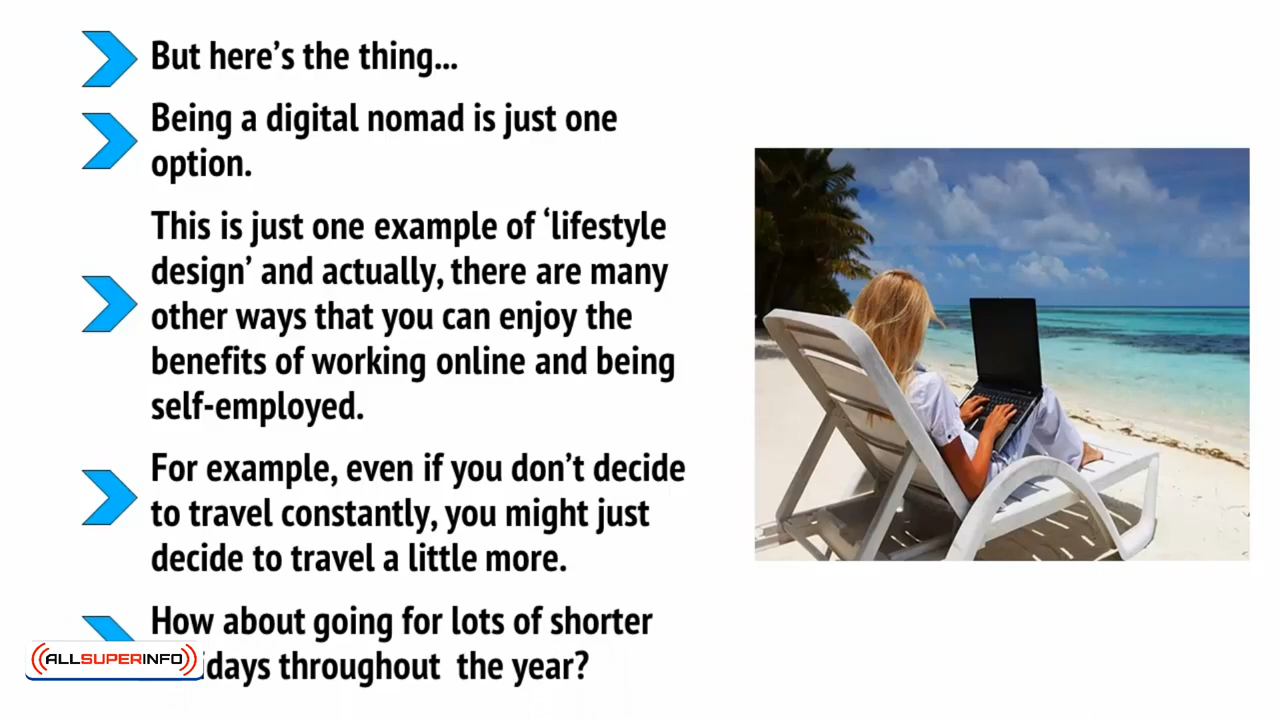 But here's the thing...
Being a digital nomad is just one
option.
This is just one example of ‘lifestyle
design’ and actually, there are many
other ways that you can enjoy the
benefits of working online and being
self-employed.
For example, even if you don’t decide
to travel constantly, you might just
decide to travel a little more.
How about going for lots of shorter
days throughout the year?
ALLSUPERINFO